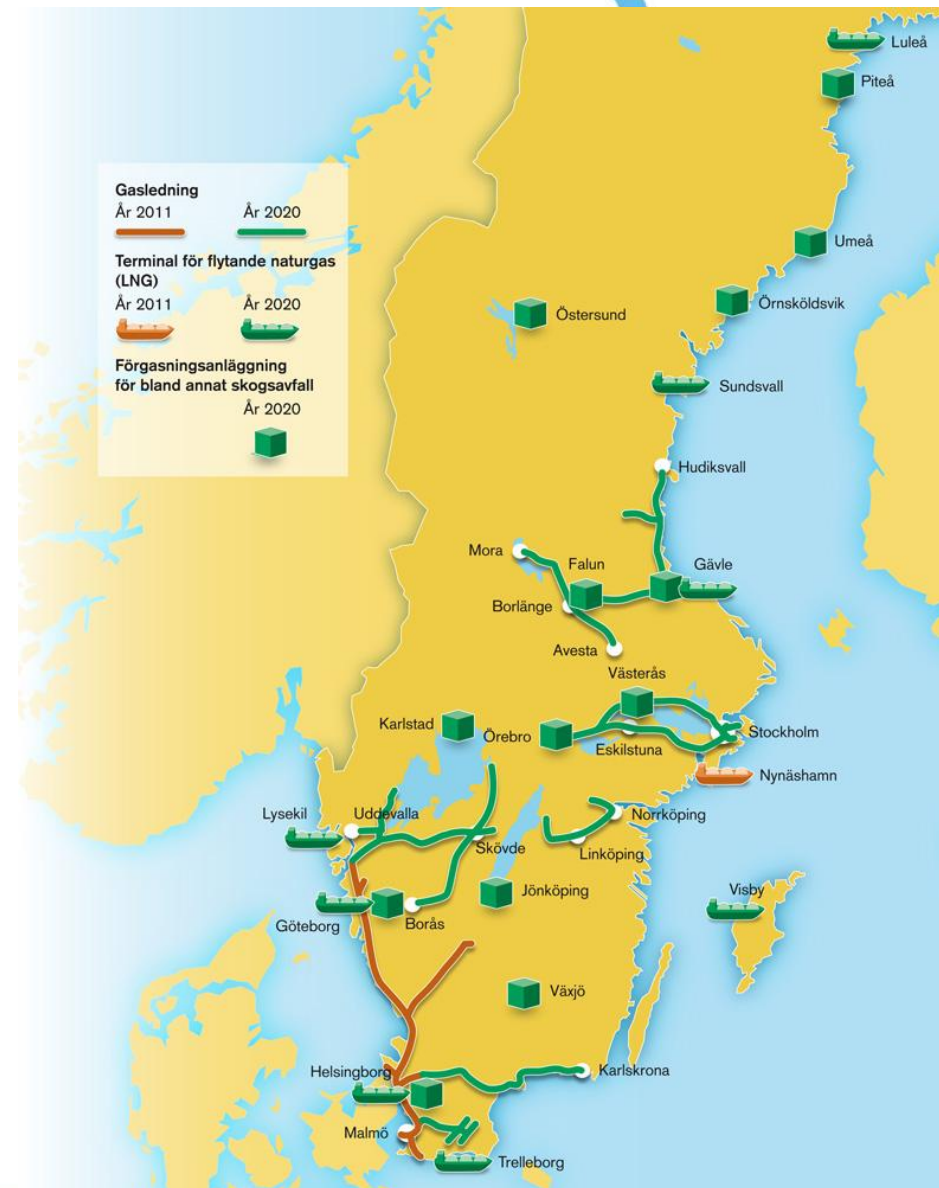 Luleå
Piteå
Gasledning
År 2011 År 2020
Umeå
Terminal för flytande naturgas
(LNG)
År 2011 År 2020
Örnsköldsvik
Östersund
Förgasningsanläggning
för bland annat skogsavfall
År 2020
Sundsvall
Hudiksvall
Mora
Falun
Gävle
Borlänge
Avesta
Västerås
Karlstad
Örebro
Stockholm
Eskilstuna
Nynäshamn
Lysekil
Uddevalla
Norrköping
Skövde
Linköping
Jönköping
Visby
Göteborg
Borås
Växjö
Helsingborg
Karlskrona
Malmö
Trelleborg